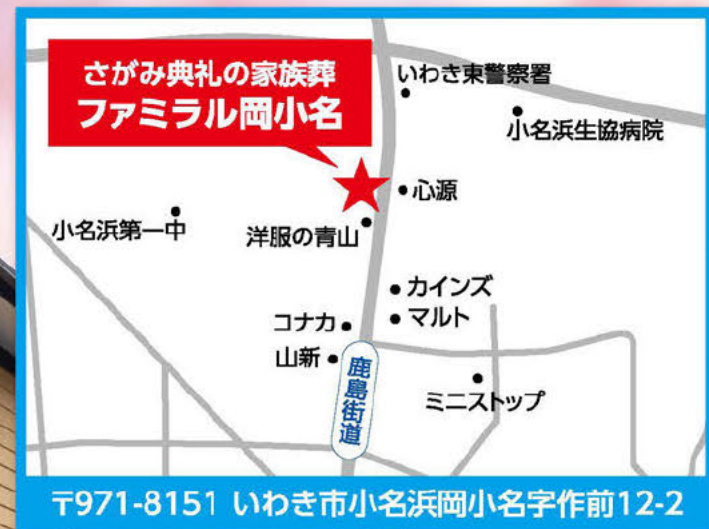 さがみ典礼の家族葬
ファミラル岡小名
いわき東警察署
小名浜生協病院
心源
小名浜第一中
洋服の青山
カインズ
マルト
コナカ
山新
鹿島街道
ミニストップ
〒971-8151 いわき市小名浜岡小名字作前12-2